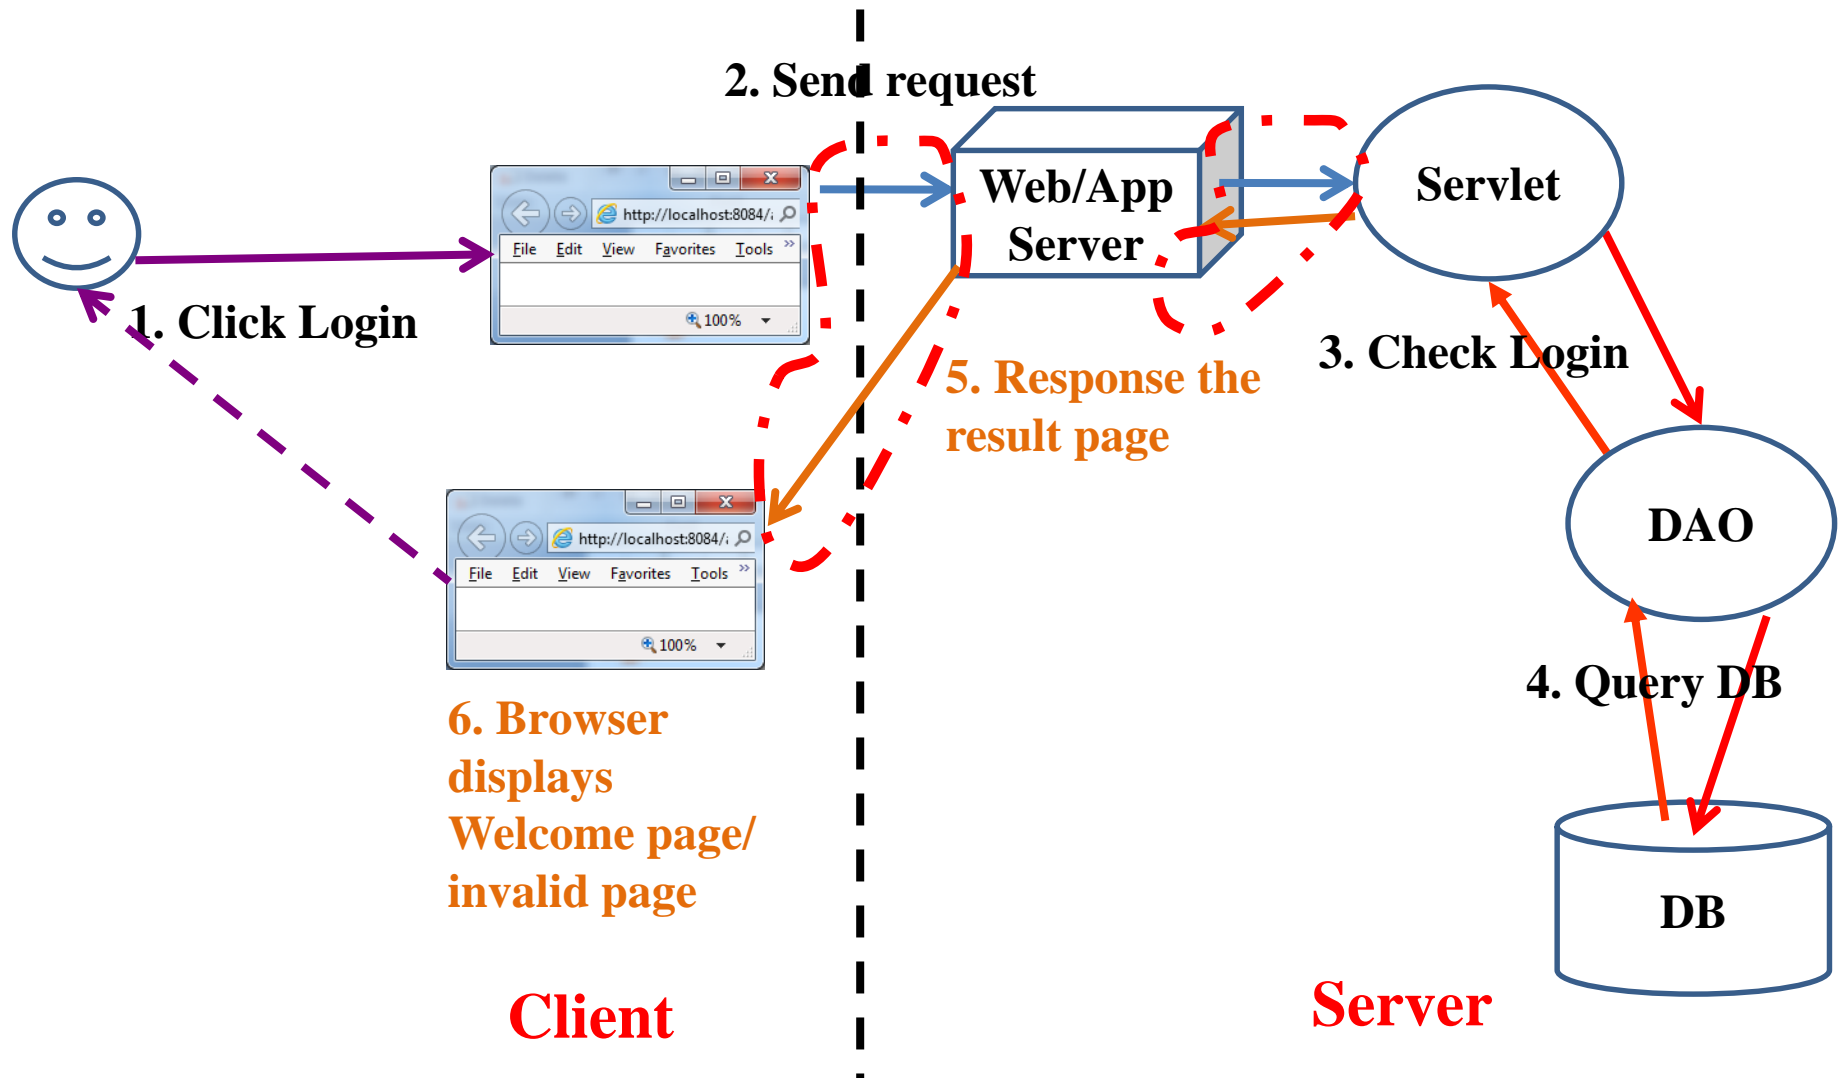 2. Send request
http://localhost:8084/a
File Edit View Favorites Tools »
100%
1. Click Login
Web/App
Server
Servlet
3. Check Login
5. Response the
result page
DAO
http://localhost:8084/a
File Edit View Favorites Tools »
100%
4. Query DB
6. Browser
displays
Welcome page/
invalid page
DB
Client
Server